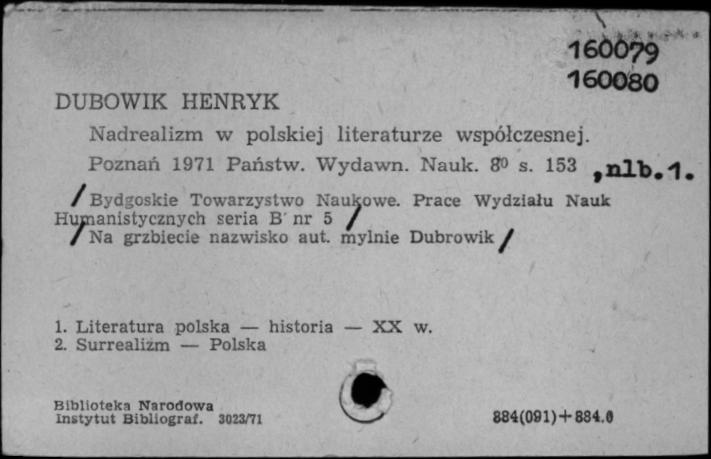 160079
160080
DUBOWIK HENRYK
Nadrealizm w polskiej literaturze współczesnej.
Poznań 1971 Państw. Wydawn. Nauk. 8⁰ s. 153 ,nlb.1.
/ Bydgoskie Towarzystwo Naukowe. Prace Wydziału Nauk
Humanistycznych seria B nr 5 /
/ Na grzbiecie nazwisko aut. mylnie Dubrowik /
1. Literatura polska — historia — XX w.
2. Surrealizm — Polska
Biblioteka Narodowa
Instytut Bibliograf. 3023/71
884(091)+884.0